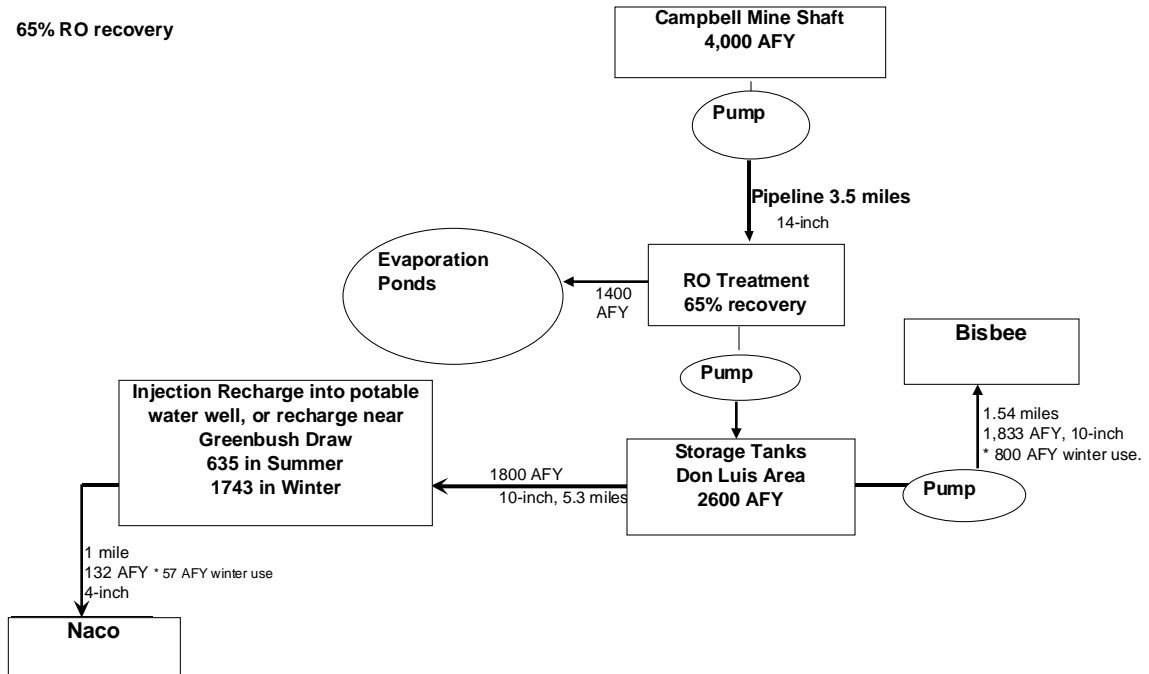 65% RO recovery
Campbell Mine Shaft
4,000 AFY
Pump
Pipeline 3.5 miles
14-inch
Evaporation
Ponds
1400
AFY
RO Treatment
65% recovery
Bisbee
Pump
Injection Recharge into potable
water well, or recharge near
Greenbush Draw
635 in Summer
1743 in Winter
1800 AFY
10-inch, 5.3 miles
Storage Tanks
Don Luis Area
2600 AFY
1.54 miles
1,833 AFY, 10-inch
* 800 AFY winter use.
Pump
1 mile
132 AFY * 57 AFY winter use
4-inch
Naco